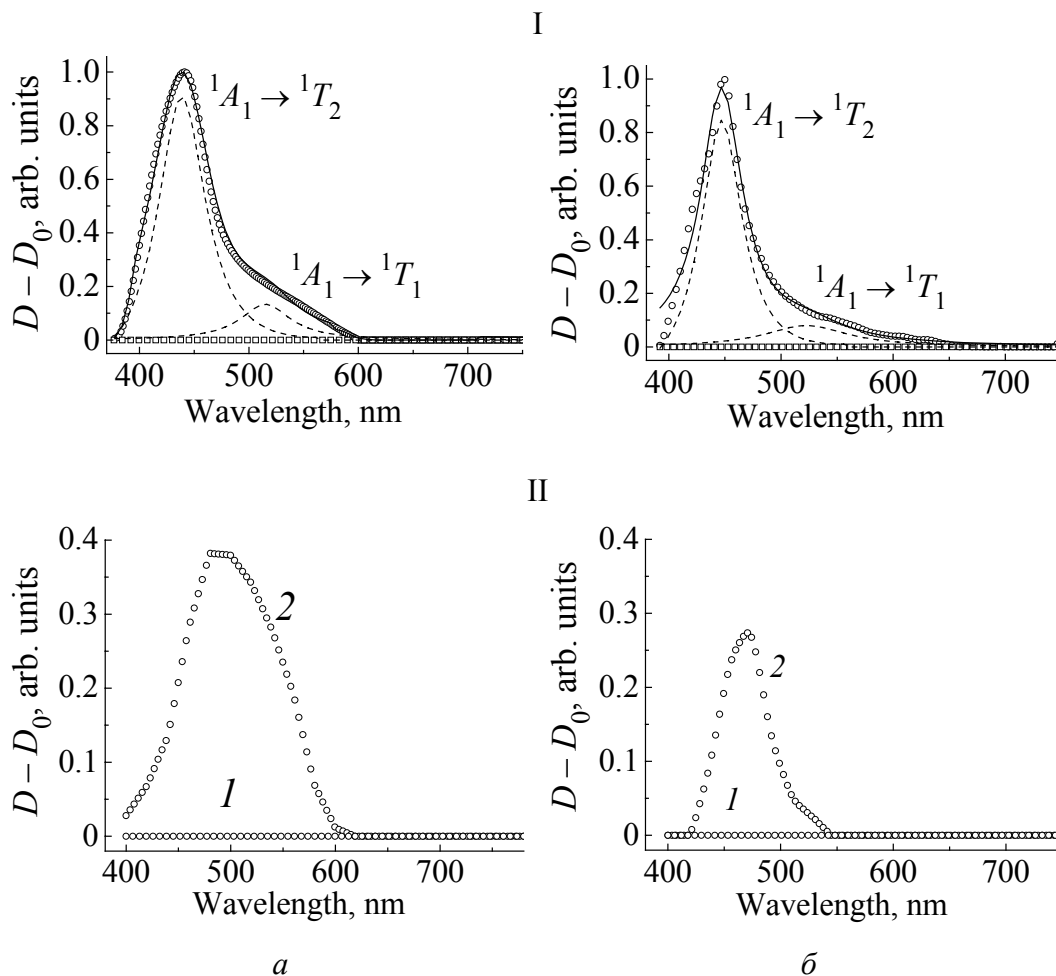 I
D – D₀, arb. units
1.0
0.8
0.6
0.4
0.2
0
¹A₁ → ¹T₂
¹A₁ → ¹T₁
400 500 600 700
Wavelength, nm
D – D₀, arb. units
1.0
0.8
0.6
0.4
0.2
0
¹A₁ → ¹T₂
¹A₁ → ¹T₁
400 500 600 700
Wavelength, nm
II
D – D₀, arb. units
0.4
0.3
0.2
0.1
0
2
1
400 500 600 700
Wavelength, nm
а
D – D₀, arb. units
0.4
0.3
0.2
0.1
0
2
1
400 500 600 700
Wavelength, nm
б